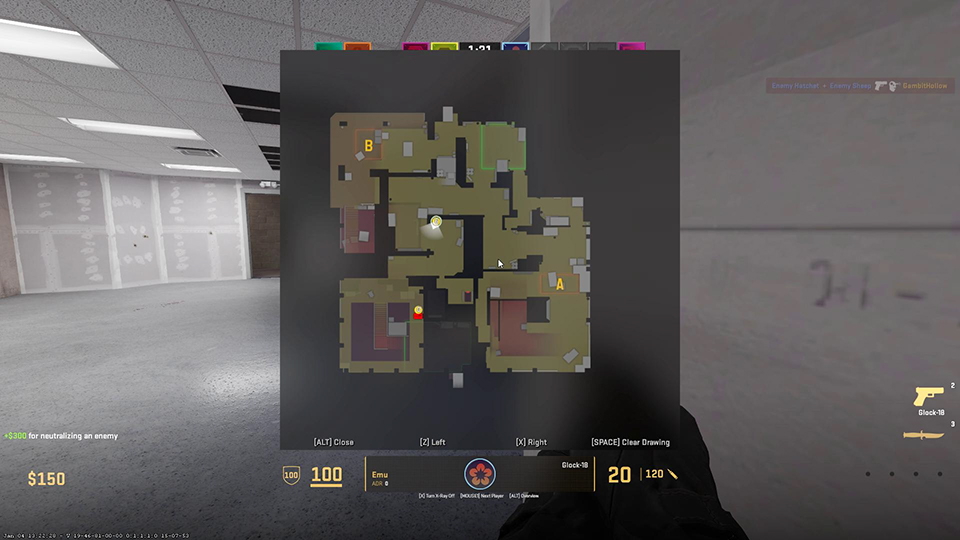 1:21
Enemy Hatchet + Enemy Sheep GambitHollow
B
A
2
Glock-18
3
+$300 for neutralizing an enemy
[ALT] Close [Z] Left [X] Right [SPACE] Clear Drawing
$150
100 100 Emu Glock-18 20 120
ADR 0
[X] Turn X-Ray Off [MOUSE1] Next Player [ALT] Overview